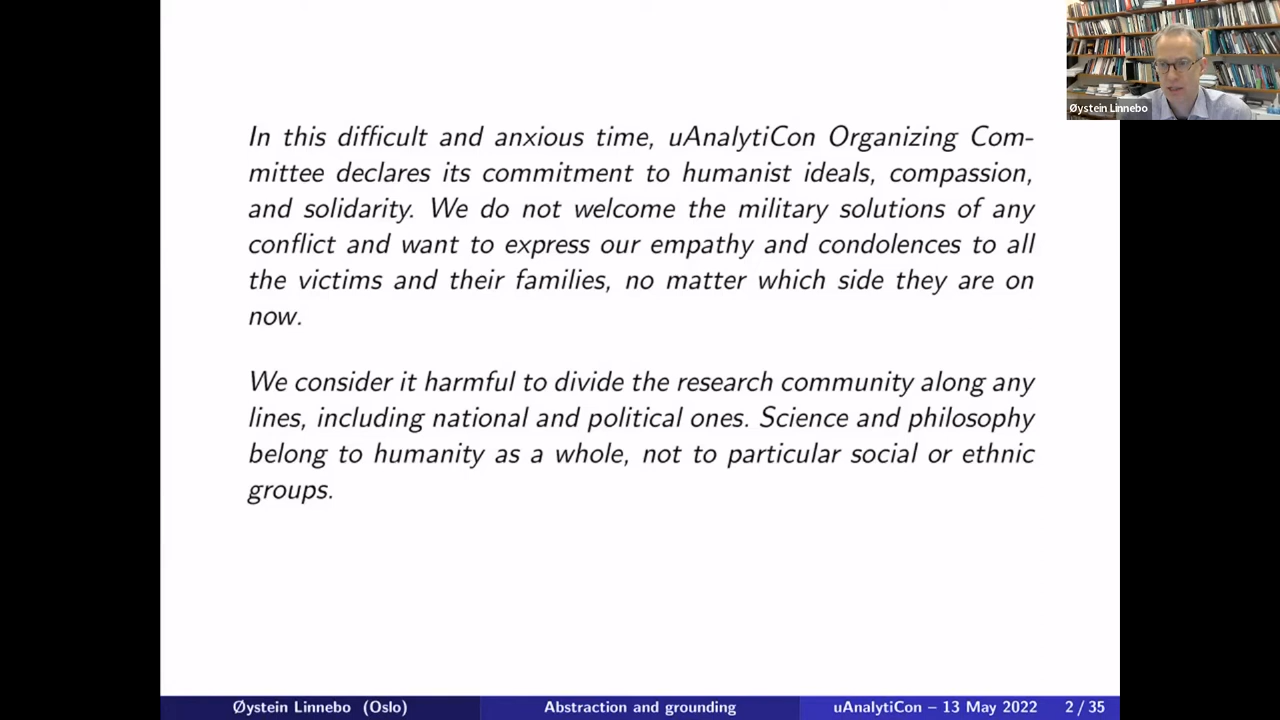 Øystein Linnebo
In this difficult and anxious time, uAnalytiCon Organizing Com-
mittee declares its commitment to humanist ideals, compassion,
and solidarity. We do not welcome the military solutions of any
conflict and want to express our empathy and condolences to all
the victims and their families, no matter which side they are on
now.
We consider it harmful to divide the research community along any
lines, including national and political ones. Science and philosophy
belong to humanity as a whole, not to particular social or ethnic
groups.
Øystein Linnebo (Oslo) Abstraction and grounding uAnalytiCon – 13 May 2022 2 / 35